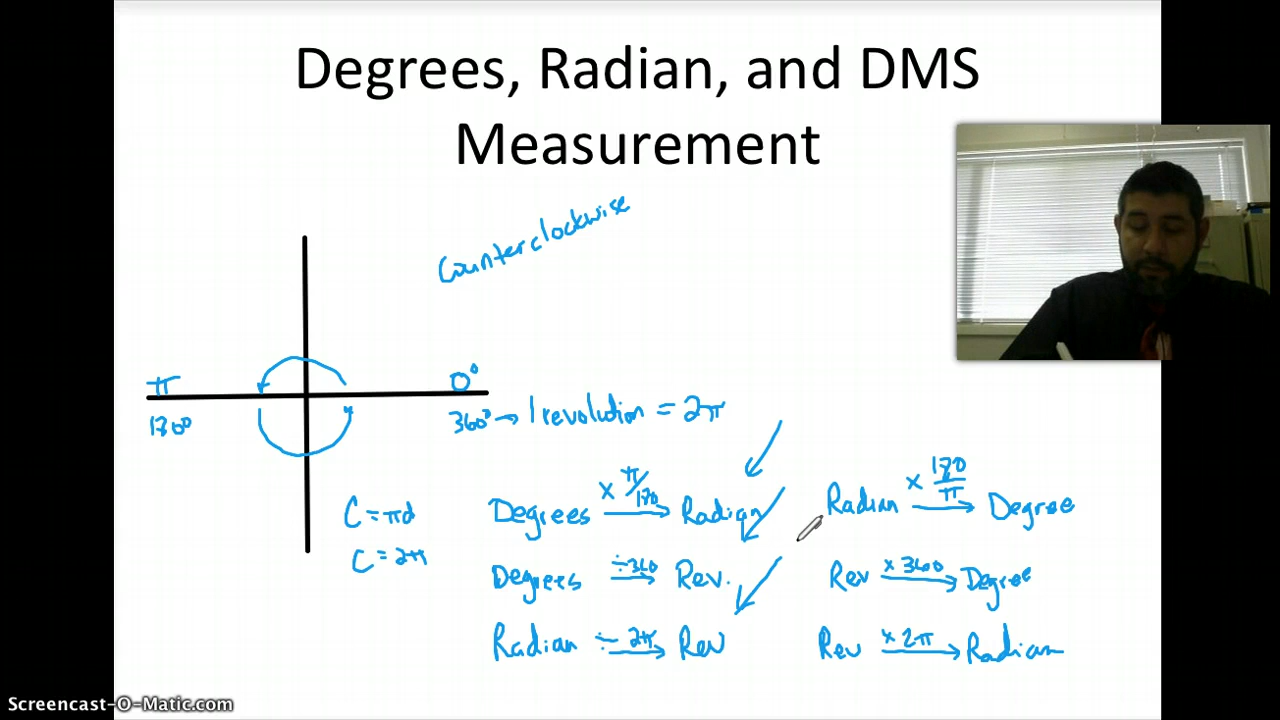 Degrees, Radian, and DMS
Measurement
Counterclockwise
π
0°
180°
360° → 1 revolution = 2π
C = πd
C = 2π
Degrees × π/180 → Radian
Radian × 180/π → Degree
Degrees ÷360 → Rev.
Rev ×360 → Degree
Radian ÷2π → Rev
Rev ×2π → Radian
Screencast-O-Matic.com